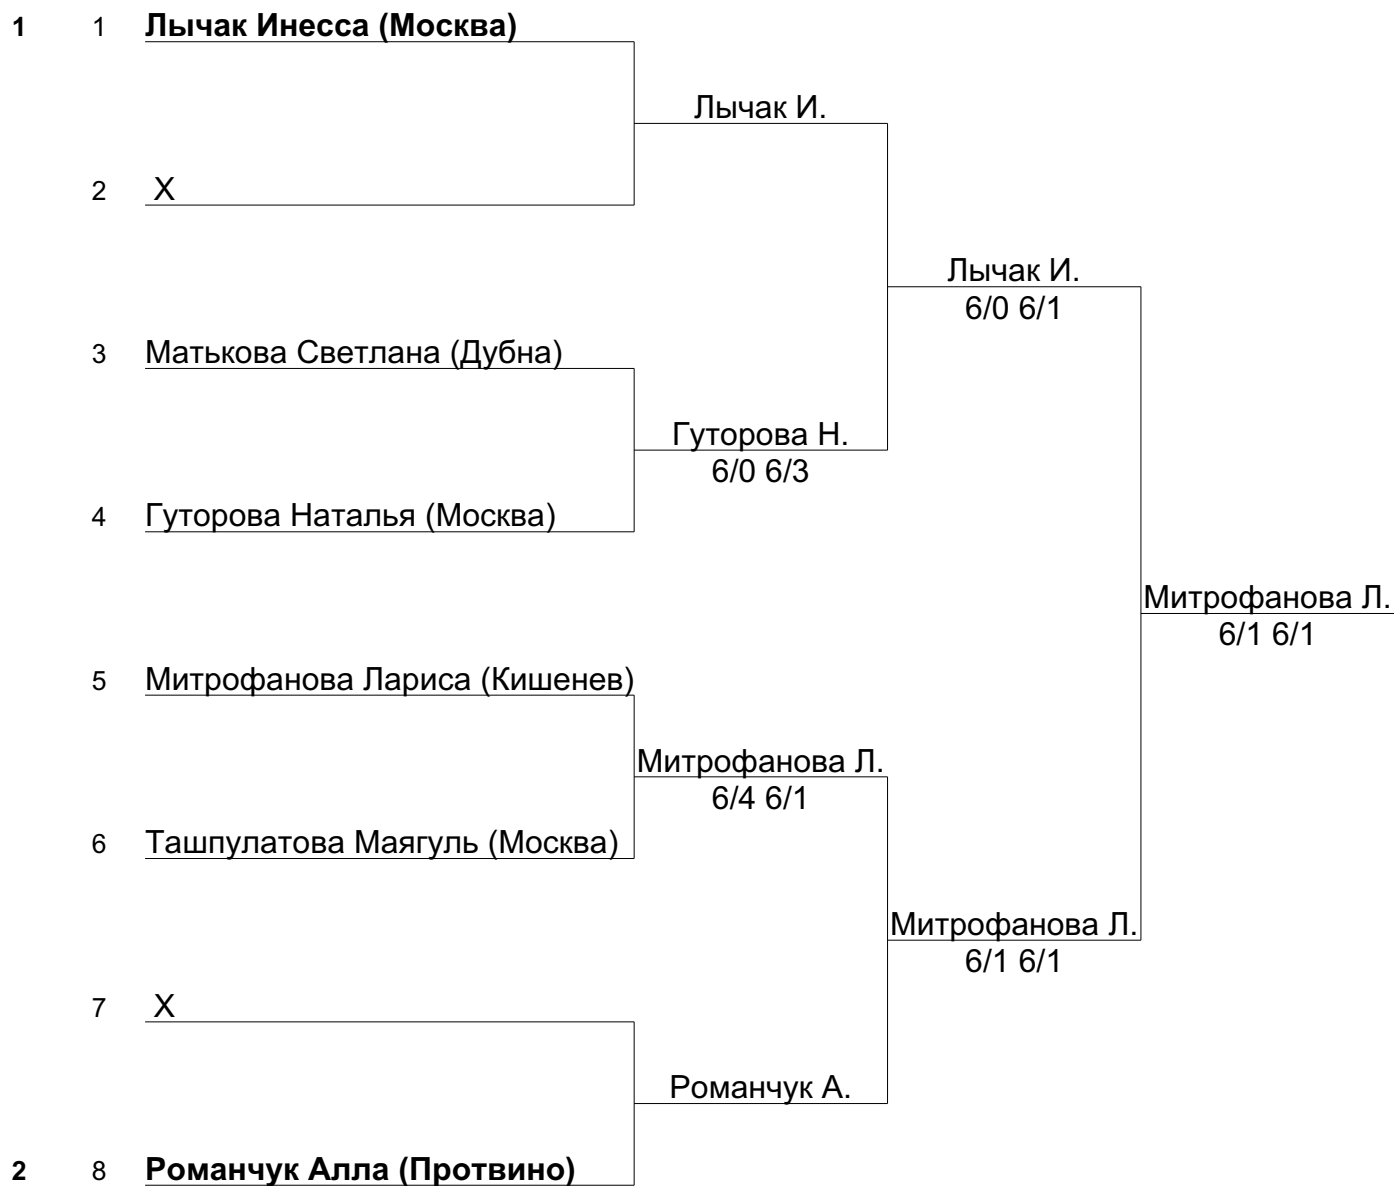 1 1 Лычак Инесса (Москва)
Лычак И.
2 X
Лычак И.
6/0 6/1
3 Матькова Светлана (Дубна)
Гуторова Н.
6/0 6/3
4 Гуторова Наталья (Москва)
Митрофанова Л.
6/1 6/1
5 Митрофанова Лариса (Кишенев)
Митрофанова Л.
6/4 6/1
6 Ташпулатова Маягуль (Москва)
Митрофанова Л.
6/1 6/1
7 X
Романчук А.
2 8 Романчук Алла (Протвино)